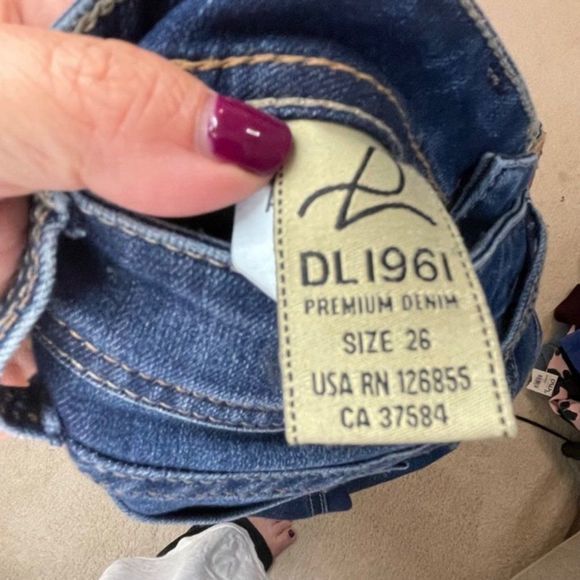 DL1961
PREMIUM DENIM
SIZE 26
USA RN 126855
CA 37584